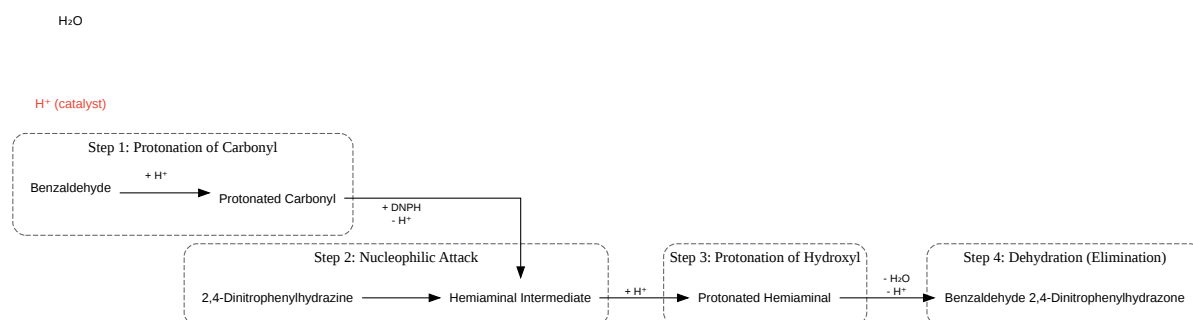 H₂O
H⁺ (catalyst)
Step 1: Protonation of Carbonyl
Benzaldehyde
+ H⁺
Protonated Carbonyl
+ DNPH
- H⁺
Step 2: Nucleophilic Attack
2,4-Dinitrophenylhydrazine
Hemiaminal Intermediate
+ H⁺
Step 3: Protonation of Hydroxyl
Protonated Hemiaminal
- H₂O
- H⁺
Step 4: Dehydration (Elimination)
Benzaldehyde 2,4-Dinitrophenylhydrazone